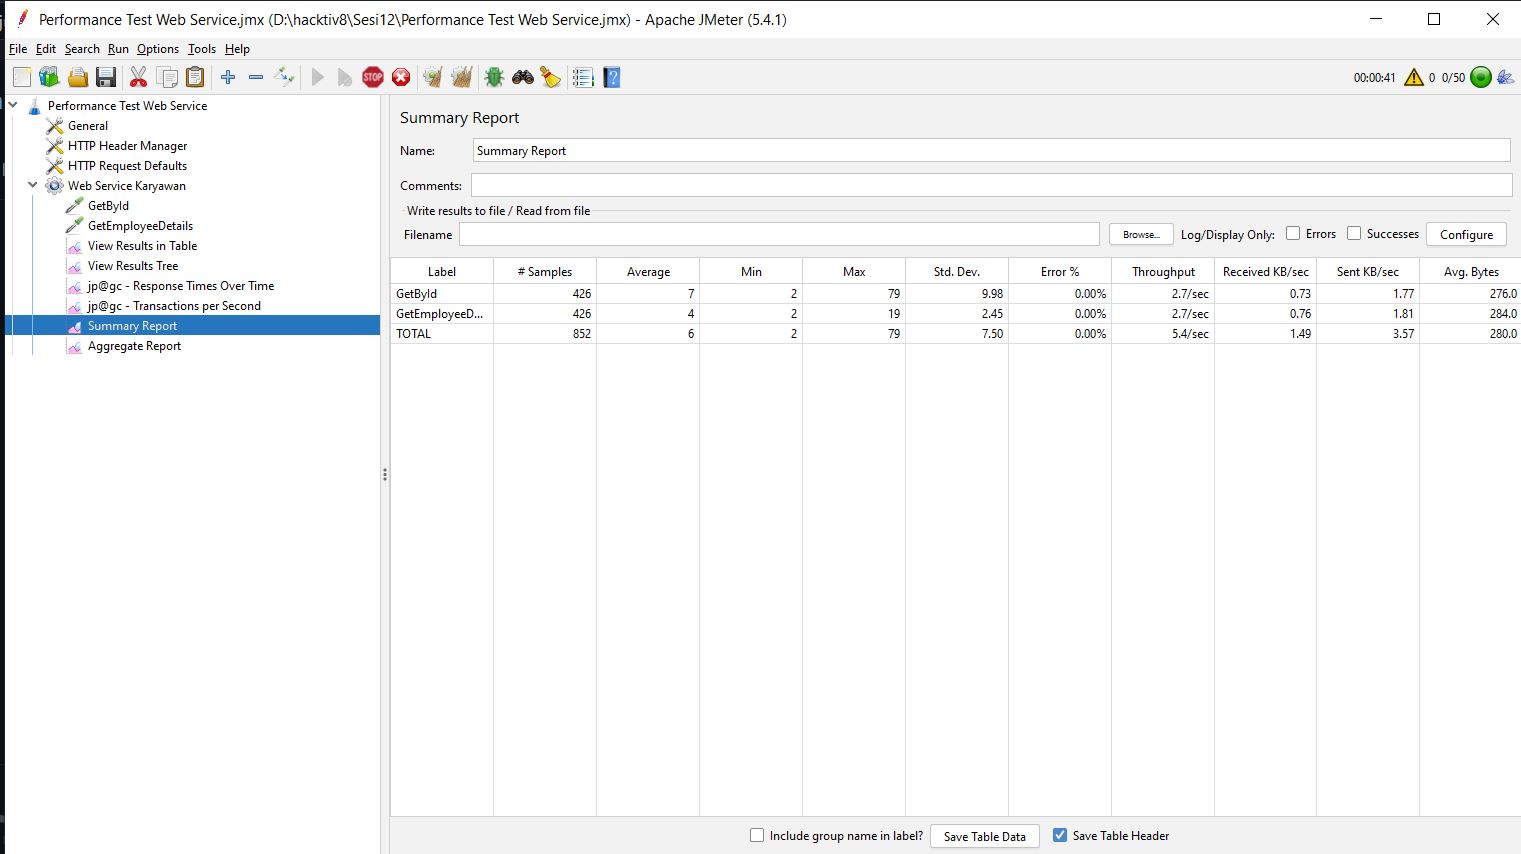 Performance Test Web Service.jmx (D:\hacktiv8\Sesi12\Performance Test Web Service.jmx) - Apache JMeter (5.4.1)
File Edit Search Run Options Tools Help
STOP 00:00:41 0 0/50
Performance Test Web Service
General
HTTP Header Manager
HTTP Request Defaults
Web Service Karyawan
GetById
GetEmployeeDetails
View Results in Table
View Results Tree
jp@gc - Response Times Over Time
jp@gc - Transactions per Second
Summary Report
Aggregate Report
Summary Report
Name: Summary Report
Comments:
Write results to file / Read from file
Filename Browse... Log/Display Only: Errors Successes Configure
Label # Samples Average Min Max Std. Dev. Error % Throughput Received KB/sec Sent KB/sec Avg. Bytes
GetById 426 7 2 79 9.98 0.00% 2.7/sec 0.73 1.77 276.0
GetEmployeeD... 426 4 2 19 2.45 0.00% 2.7/sec 0.76 1.81 284.0
TOTAL 852 6 2 79 7.50 0.00% 5.4/sec 1.49 3.57 280.0
Include group name in label? Save Table Data Save Table Header